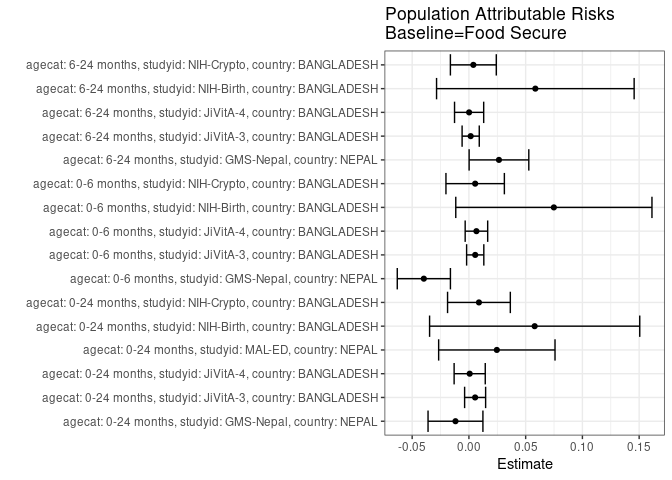 Population Attributable Risks
Baseline=Food Secure
agecat: 6-24 months, studyid: NIH-Crypto, country: BANGLADESH
agecat: 6-24 months, studyid: NIH-Birth, country: BANGLADESH
agecat: 6-24 months, studyid: JiVitA-4, country: BANGLADESH
agecat: 6-24 months, studyid: JiVitA-3, country: BANGLADESH
agecat: 6-24 months, studyid: GMS-Nepal, country: NEPAL
agecat: 0-6 months, studyid: NIH-Crypto, country: BANGLADESH
agecat: 0-6 months, studyid: NIH-Birth, country: BANGLADESH
agecat: 0-6 months, studyid: JiVitA-4, country: BANGLADESH
agecat: 0-6 months, studyid: JiVitA-3, country: BANGLADESH
agecat: 0-6 months, studyid: GMS-Nepal, country: NEPAL
agecat: 0-24 months, studyid: NIH-Crypto, country: BANGLADESH
agecat: 0-24 months, studyid: NIH-Birth, country: BANGLADESH
agecat: 0-24 months, studyid: MAL-ED, country: NEPAL
agecat: 0-24 months, studyid: JiVitA-4, country: BANGLADESH
agecat: 0-24 months, studyid: JiVitA-3, country: BANGLADESH
agecat: 0-24 months, studyid: GMS-Nepal, country: NEPAL
-0.05 0.00 0.05 0.10 0.15
Estimate